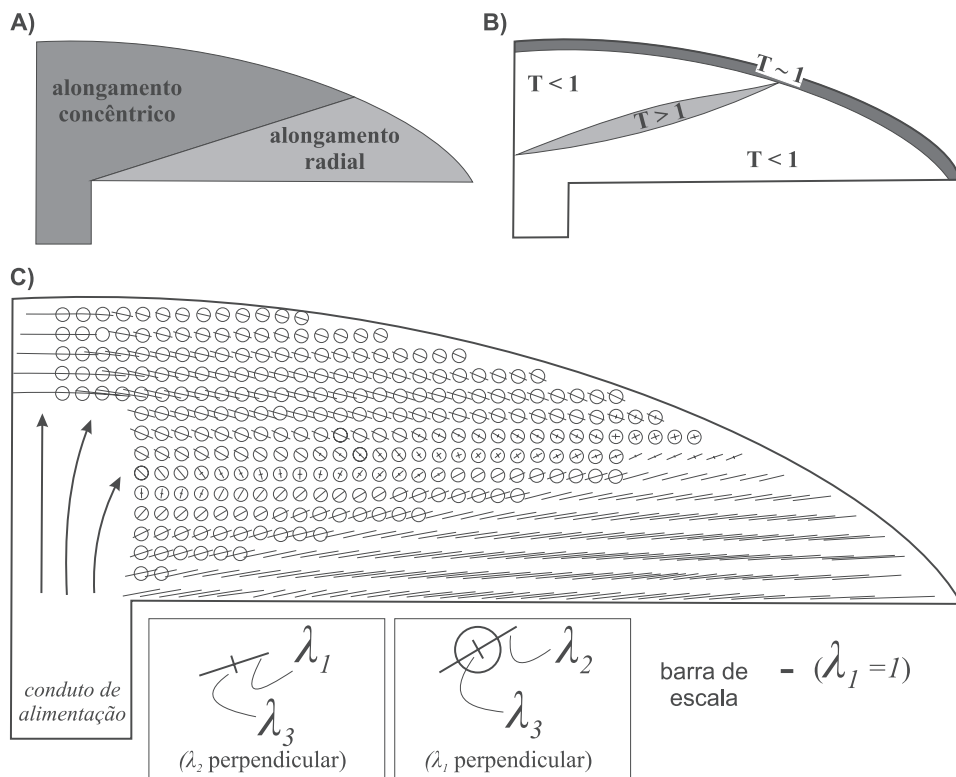 A)
alongamento
concêntrico
alongamento
radial
B)
T < 1
T ~ 1
T > 1
T < 1
C)
conduto de
alimentação
λ1
λ3
(λ2 perpendicular)
λ2
λ3
(λ1 perpendicular)
barra de
escala
- (λ1 =1)